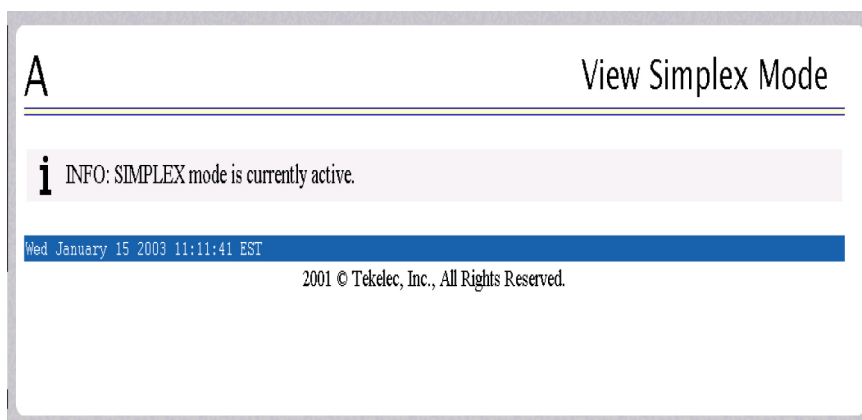 A
View Simplex Mode
i INFO: SIMPLEX mode is currently active.
Wed January 15 2003 11:11:41 EST
2001 © Tekelec, Inc., All Rights Reserved.